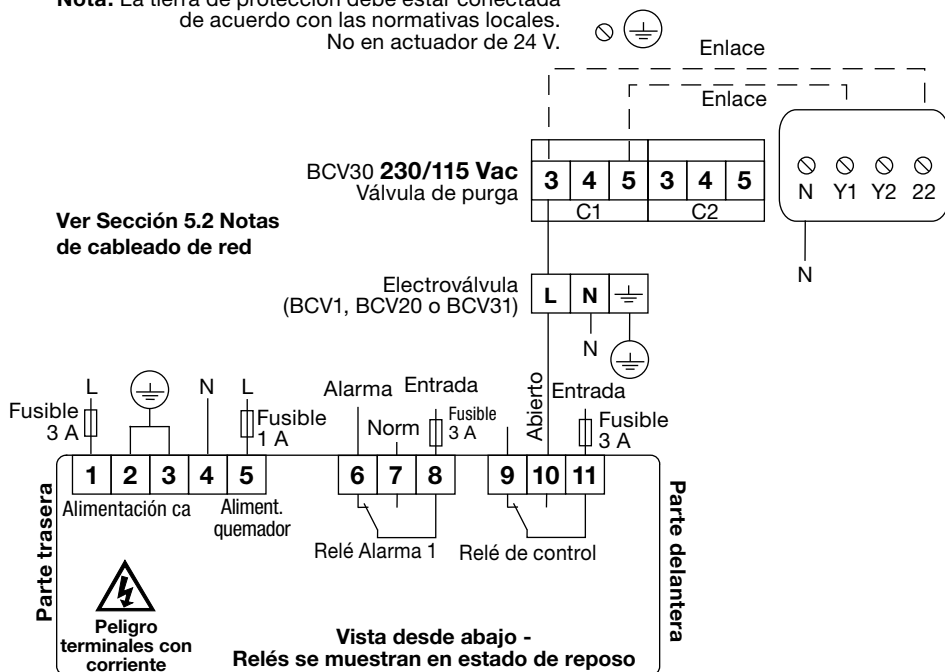 Nota: La tierra de protección debe estar conectada
de acuerdo con las normativas locales.
No en actuador de 24 V.
Enlace
Enlace
BCV30 230/115 Vac
Válvula de purga
3 4 5 3 4 5
C1 C2
N Y1 Y2 22
N
Ver Sección 5.2 Notas
de cableado de red
Electroválvula
(BCV1, BCV20 o BCV31)
L N
N
L N L
Fusible
3 A
Fusible
1 A
Alarma
Norm
Entrada
Fusible
3 A
Abierto
Entrada
Fusible
3 A
1 2 3 4 5 6 7 8 9 10 11
Alimentación ca
Aliment.
quemador
Relé Alarma 1
Relé de control
Parte trasera
Parte delantera
Peligro
terminales con
corriente
Vista desde abajo -
Relés se muestran en estado de reposo